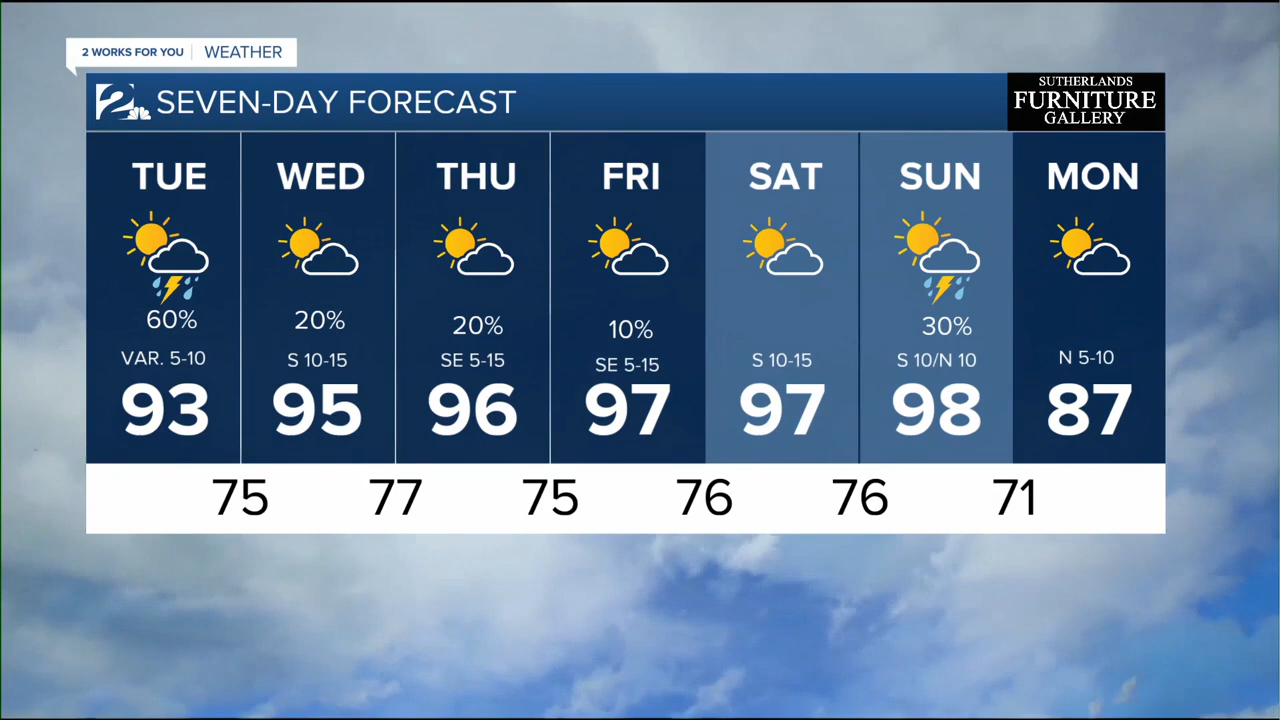 2 WORKS FOR YOU | WEATHER
2 SEVEN-DAY FORECAST
SUTHERLANDS
FURNITURE
GALLERY
TUE WED THU FRI SAT SUN MON
60% 20% 20% 10% 30%
VAR. 5-10 S 10-15 SE 5-15 SE 5-15 S 10-15 S 10/N 10 N 5-10
93 95 96 97 97 98 87
75 77 75 76 76 71